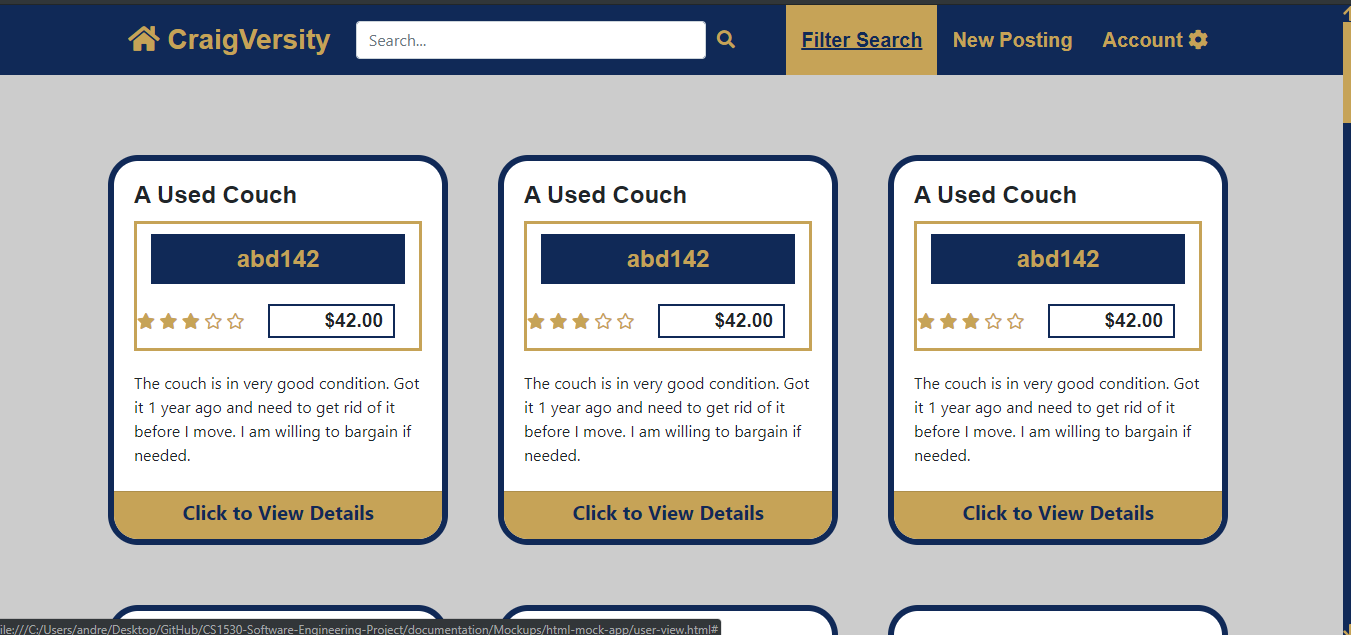 CraigVersity Search... Filter Search New Posting Account
A Used Couch A Used Couch A Used Couch
abd142 abd142 abd142
$42.00 $42.00 $42.00
The couch is in very good condition. Got The couch is in very good condition. Got The couch is in very good condition. Got
it 1 year ago and need to get rid of it it 1 year ago and need to get rid of it it 1 year ago and need to get rid of it
before I move. I am willing to bargain if before I move. I am willing to bargain if before I move. I am willing to bargain if
needed. needed. needed.
Click to View Details Click to View Details Click to View Details
ile:///C:/Users/andre/Desktop/GitHub/CS1530-Software-Engineering-Project/documentation/Mockups/html-mock-app/user-view.html#